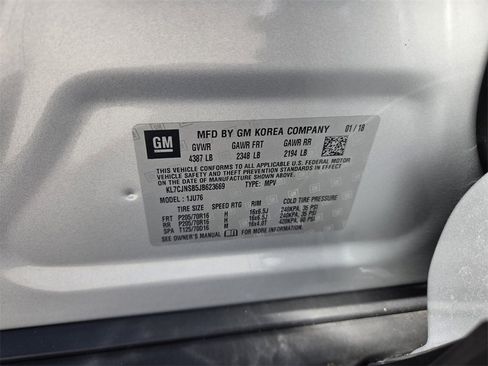 GM
MFD BY GM KOREA COMPANY 01/18
GVWR GAWR FRT GAWR RR
4387 LB 2348 LB 2194 LB
THIS VEHICLE CONFORMS TO ALL APPLICABLE U.S. FEDERAL MOTOR
VEHICLE SAFETY STANDARDS IN EFFECT ON THE DATE OF
MANUFACTURE SHOWN ABOVE.
KL7CJNSB5JB623669 TYPE: MPV
MODEL: 1JU76
TIRE SIZE SPEED RTG RIM COLD TIRE PRESSURE
FRT P205/70R16 H 16x6.5J 240KPA, 35 PSI
RR P205/70R16 H 16x6.5J 240KPA, 35 PSI
SPA T125/70D16 M 16x4.0T 420KPA, 60 PSI
SEE OWNER'S MANUAL FOR MORE INFORMATION.